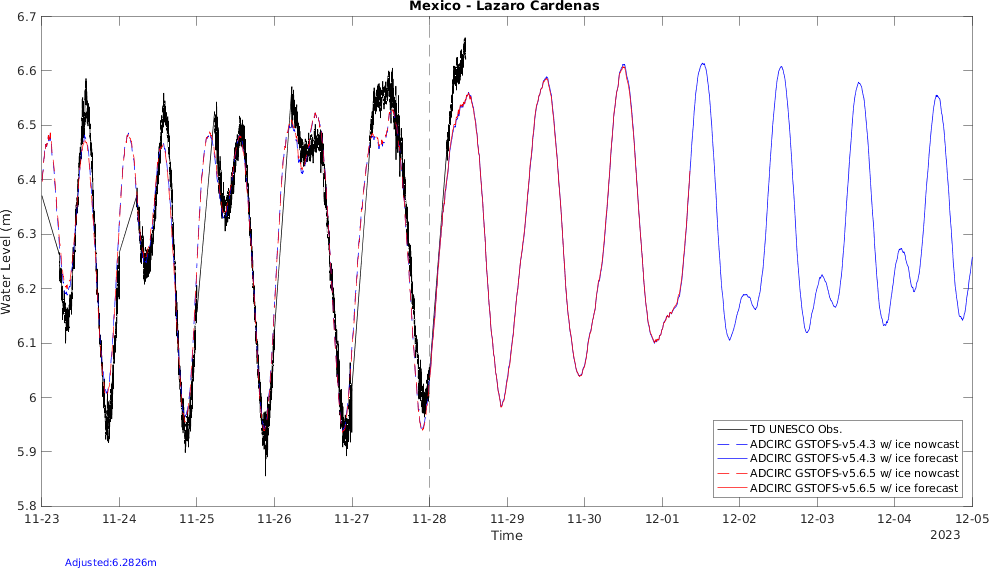 Mexico - Lazaro Cardenas
6.7
6.6
6.5
6.4
6.3
6.2
6.1
6
5.9
5.8
Water Level (m)
11-23 11-24 11-25 11-26 11-27 11-28 11-29 11-30 12-01 12-02 12-03 12-04 12-05
Time
2023
TD UNESCO Obs.
ADCIRC GSTOFS-v5.4.3 w/ ice nowcast
ADCIRC GSTOFS-v5.4.3 w/ ice forecast
ADCIRC GSTOFS-v5.6.5 w/ ice nowcast
ADCIRC GSTOFS-v5.6.5 w/ ice forecast
Adjusted:6.2826m